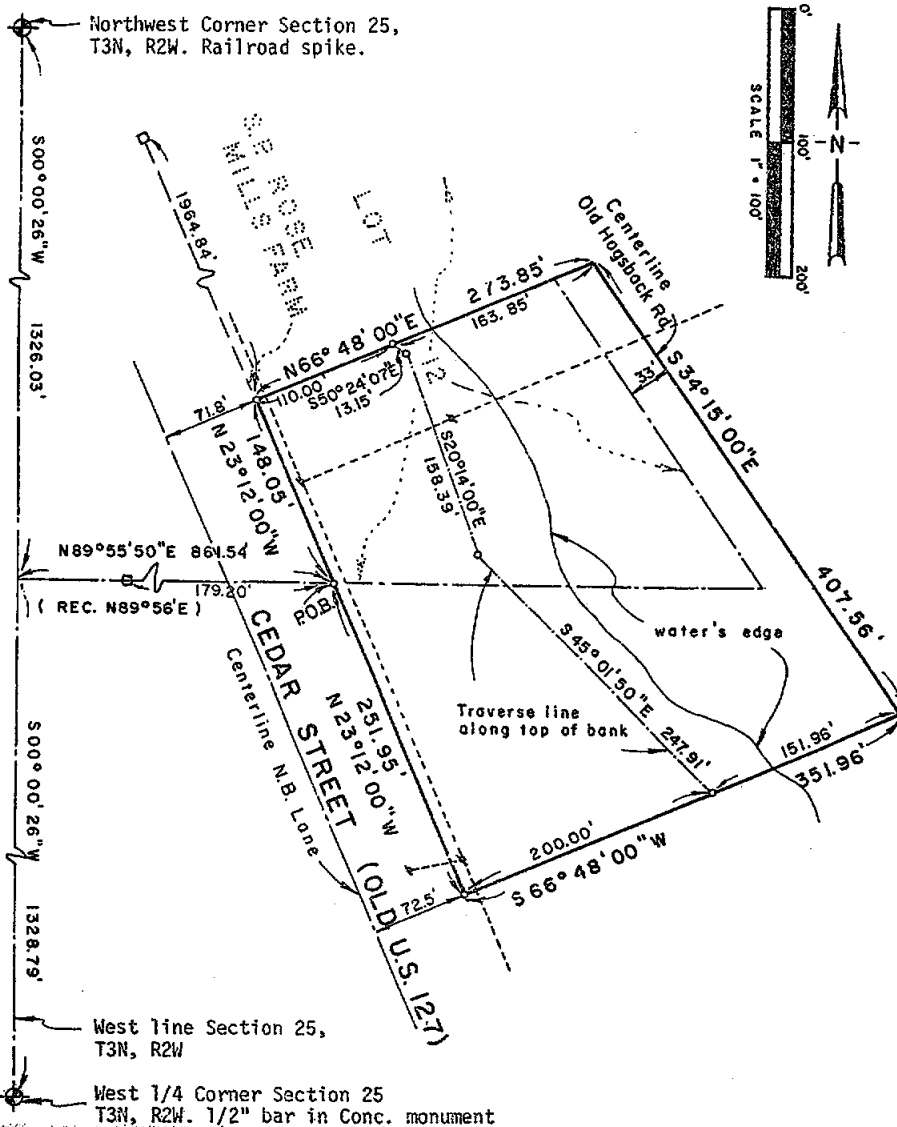 Northwest Corner Section 25,
T3N, R2W. Railroad spike.
0'
SCALE 1" = 100'
100'
200'
N
S00°00'26"W
1326.03'
1964.84'
S.P. ROSE
MILLS FARM
LOT
12
Centerline
Old Hogsback Rd.
273.85'
163.85'
N66°48'00"E
110.00'
S50°24'07"E
13.15'
33'
S34°15'00"E
71.8'
148.05'
N23°12'00"W
S20°14'00"E
158.39'
N89°55'50"E 861.54'
179.20'
(REC. N89°56'E)
P.O.B.
407.56'
water's edge
S45°01'50"E
247.91'
Traverse line
along top of bank
CEDAR STREET (OLD U.S. 127)
Centerline N.B. Lane
251.95'
N23°12'00"W
151.96'
351.96'
200.00'
S66°48'00"W
72.5'
S00°00'26"W
1328.79'
West line Section 25,
T3N, R2W
West 1/4 Corner Section 25
T3N, R2W. 1/2" bar in Conc. monument